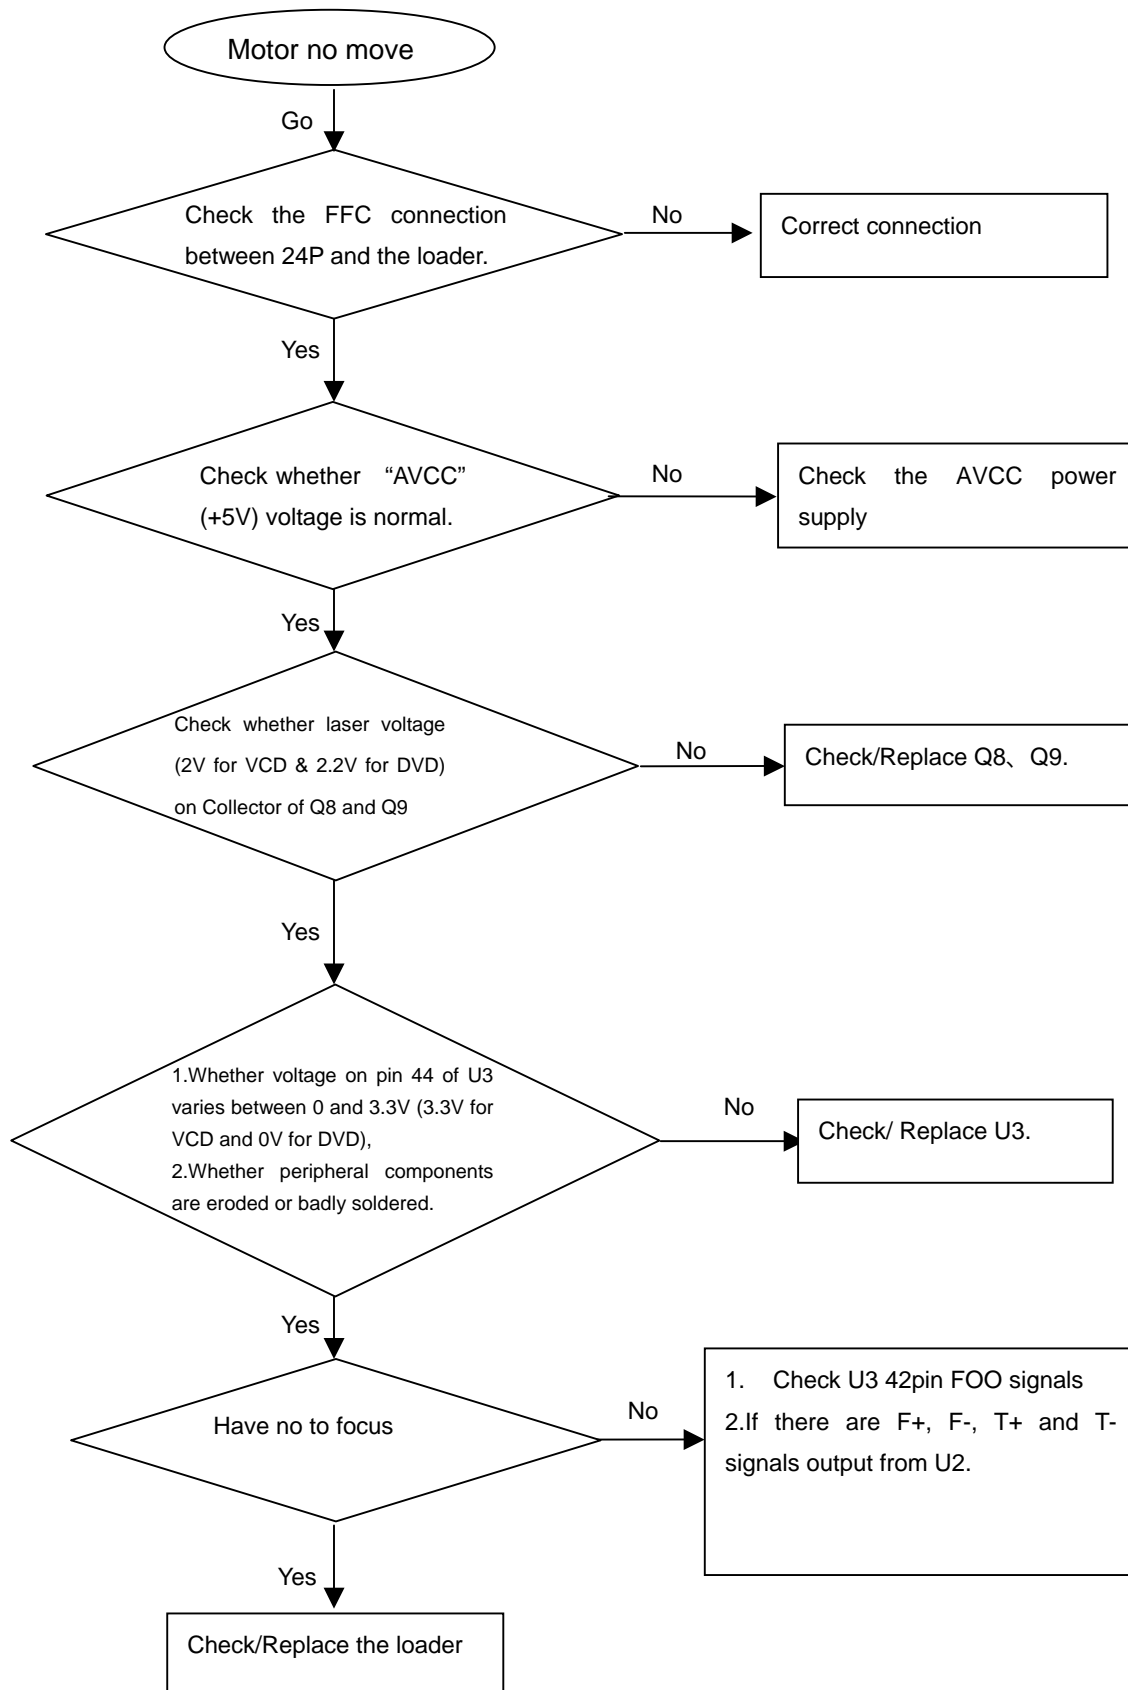 Motor no move
Go
Check the FFC connection
between 24P and the loader.
No
Correct connection
Yes
Check whether “AVCC”
(+5V) voltage is normal.
No
Check the AVCC power
supply
Yes
Check whether laser voltage
(2V for VCD & 2.2V for DVD)
on Collector of Q8 and Q9
No
Check/Replace Q8、Q9.
Yes
1.Whether voltage on pin 44 of U3
varies between 0 and 3.3V (3.3V for
VCD and 0V for DVD),
2.Whether peripheral components
are eroded or badly soldered.
No
Check/ Replace U3.
Yes
Have no to focus
No
1. Check U3 42pin FOO signals
2.If there are F+, F-, T+ and T-
signals output from U2.
Yes
Check/Replace the loader